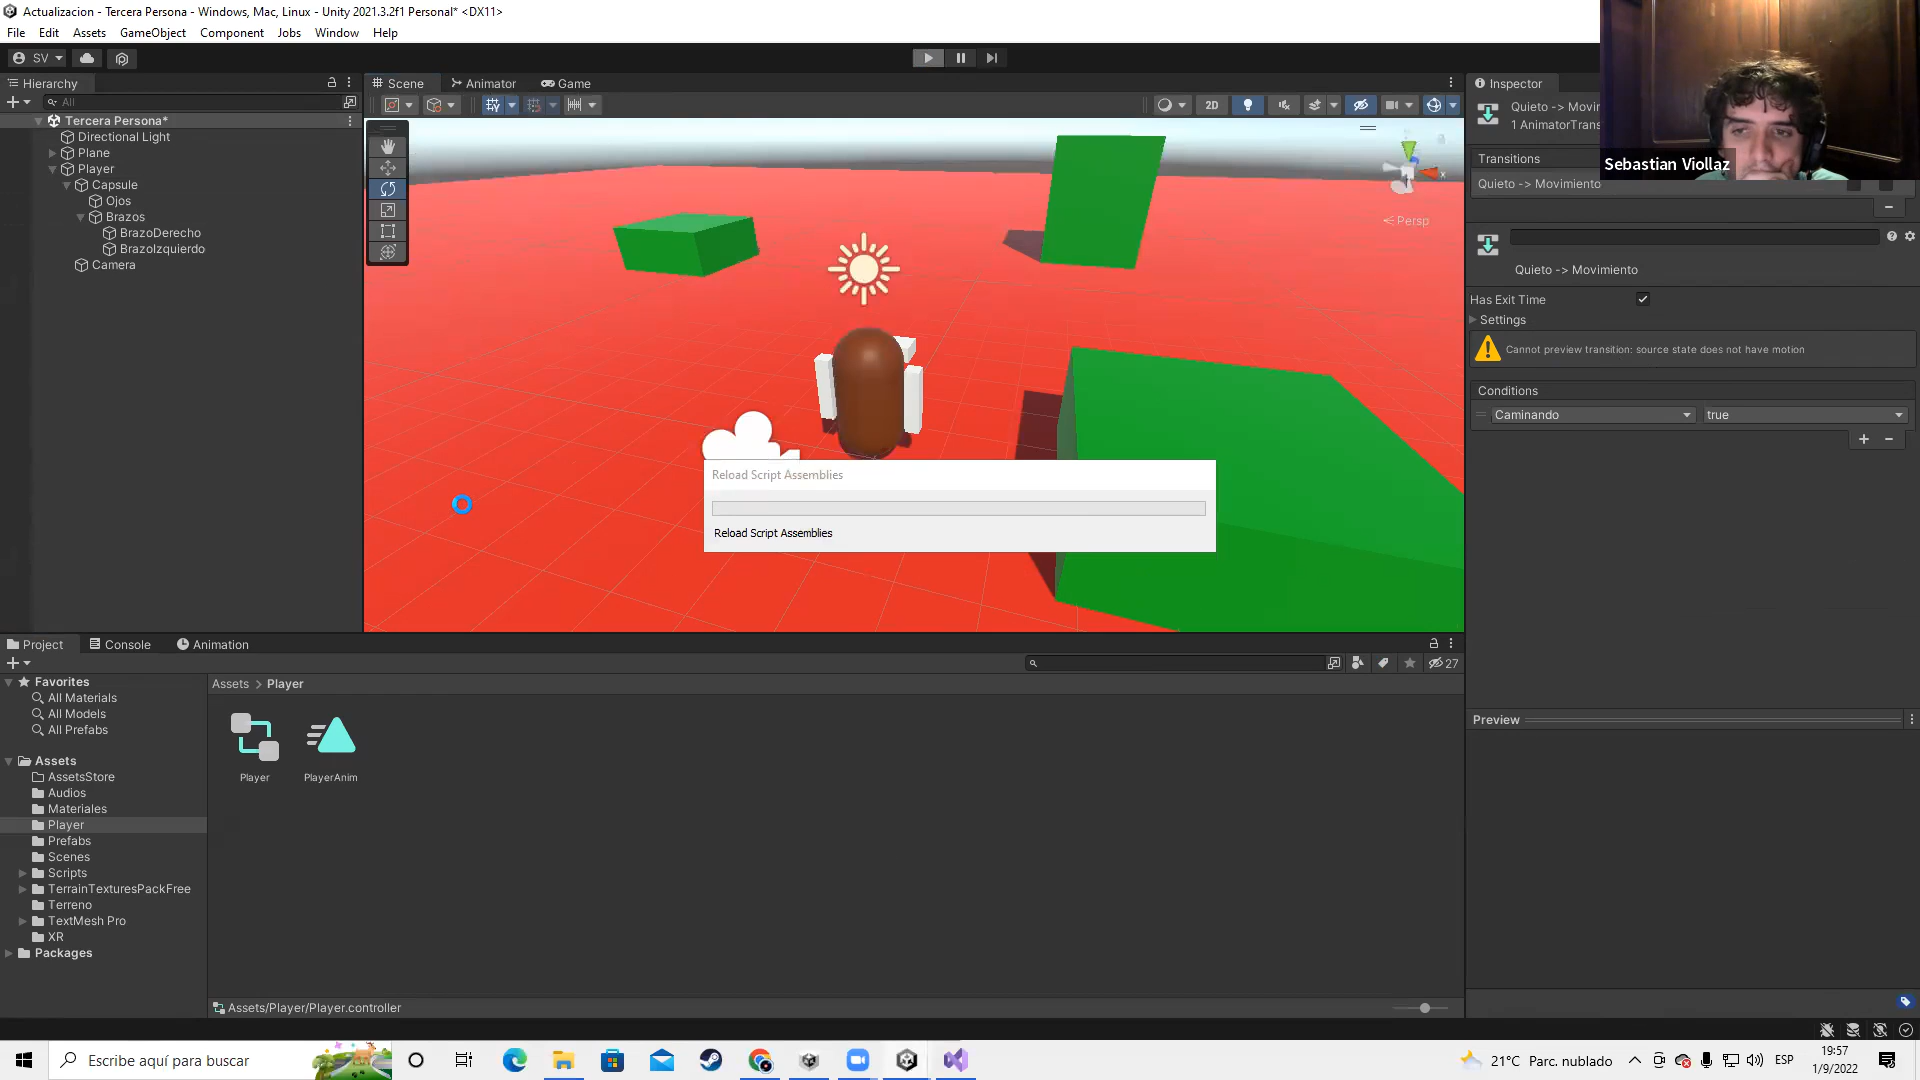 Actualizacion - Tercera Persona - Windows, Mac, Linux - Unity 2021.3.2f1 Personal* <DX11>
File Edit Assets GameObject Component Jobs Window Help
SV
Hierarchy
All
Tercera Persona*
Directional Light
Plane
Player
Capsule
Ojos
Brazos
BrazoDerecho
BrazoIzquierdo
Camera
Scene Animator Game
2D
x
Persp
Reload Script Assemblies
Reload Script Assemblies
Inspector
Quieto -> Movimi
1 AnimatorTrans
Transitions
Quieto -> Movimiento
Sebastian Viollaz
Quieto -> Movimiento
Has Exit Time
Settings
Cannot preview transition: source state does not have motion
Conditions
Caminando true
Preview
Project Console Animation
27
Favorites
All Materials
All Models
All Prefabs
Assets
AssetsStore
Audios
Materiales
Player
Prefabs
Scenes
Scripts
TerrainTexturesPackFree
Terreno
TextMesh Pro
XR
Packages
Assets > Player
Player PlayerAnim
Assets/Player/Player.controller
Escribe aquí para buscar
21°C Parc. nublado
ESP
19:57
1/9/2022